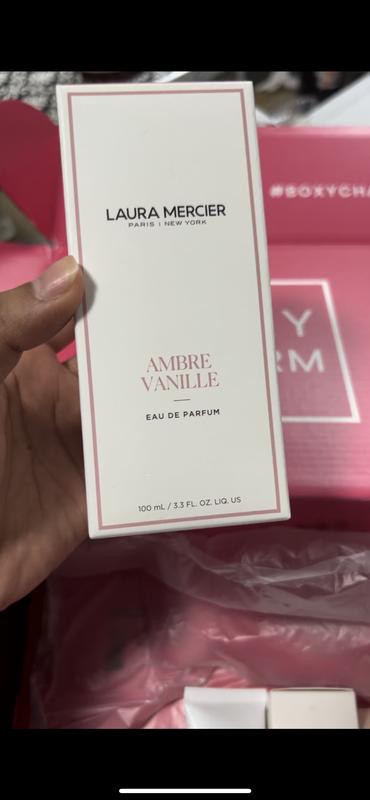 LAURA MERCIER
PARIS | NEW YORK
AMBRE
VANILLE
EAU DE PARFUM
100 mL / 3.3 FL. OZ. LIQ. US
#BOXYCHA
Y
RM